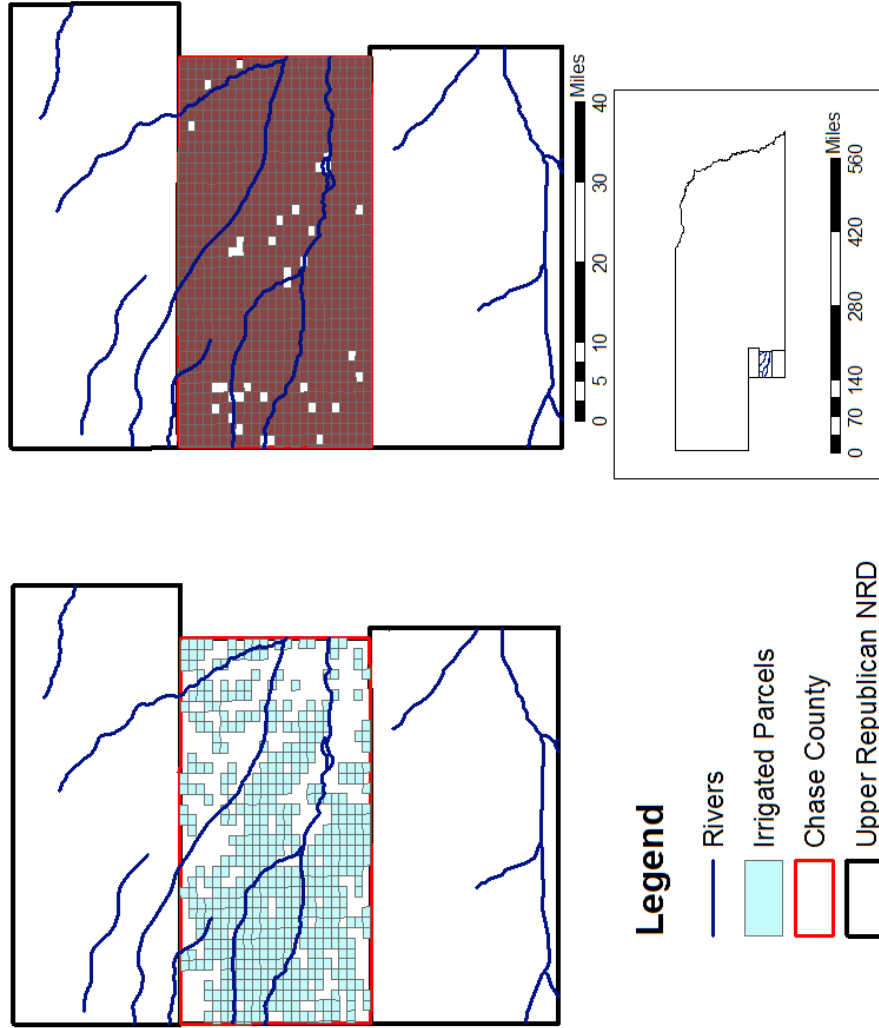 Miles
0 5 10 20 30 40
Miles
0 70 140 280 420 560
Legend
Rivers
Irrigated Parcels
Chase County
Upper Republican NRD